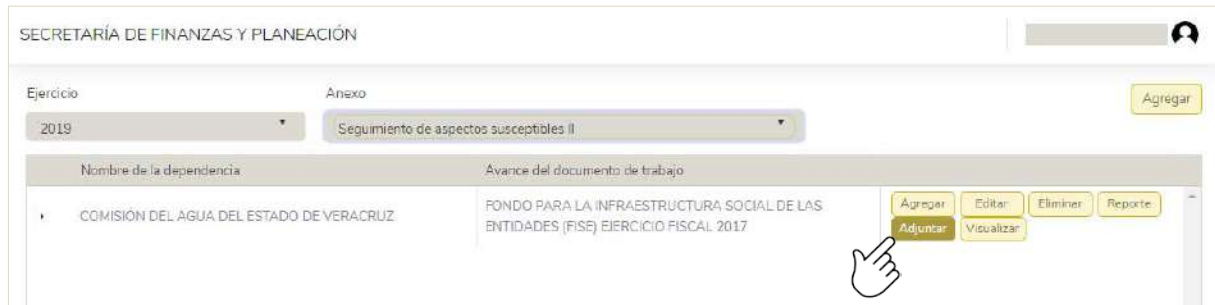 SECRETARÍA DE FINANZAS Y PLANEACIÓN
Ejercicio Anexo Agregar
2019 Seguimiento de aspectos susceptibles II
Nombre de la dependencia Avance del documento de trabajo
COMISIÓN DEL AGUA DEL ESTADO DE VERACRUZ
FONDO PARA LA INFRAESTRUCTURA SOCIAL DE LAS
ENTIDADES (FISE) EJERCICIO FISCAL 2017
Agregar Editar Eliminar Reporte
Adjuntar Visualizar